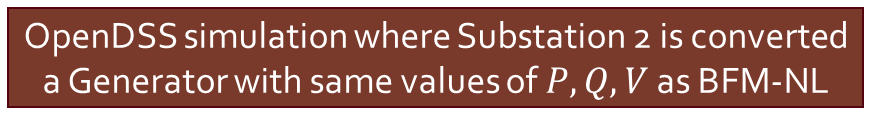 OpenDSS simulation where Substation 2 is converted
a Generator with same values of P, Q, V as BFM-NL